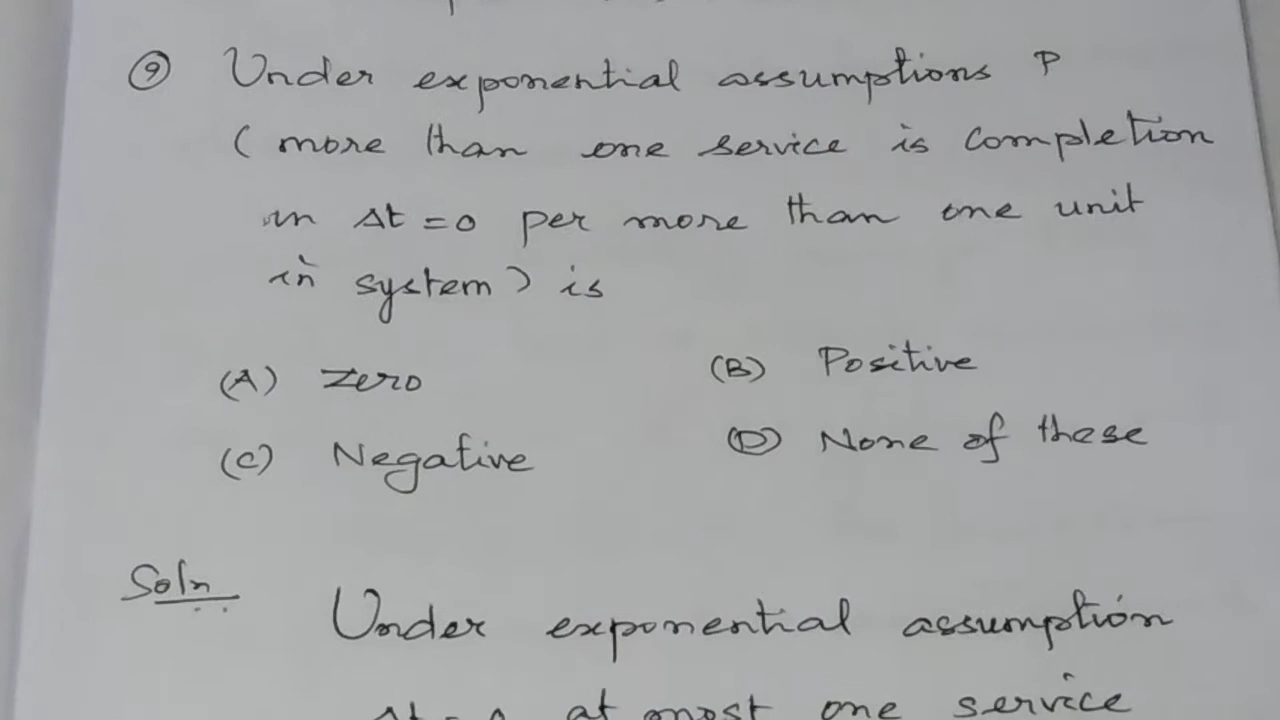 ⑨ Under exponential assumptions P
( more than one service is completion
in Δt = 0 per more than one unit
in system ) is
(A) Zero (B) Positive
(C) Negative (D) None of these
Soln
Under exponential assumption
at most one service